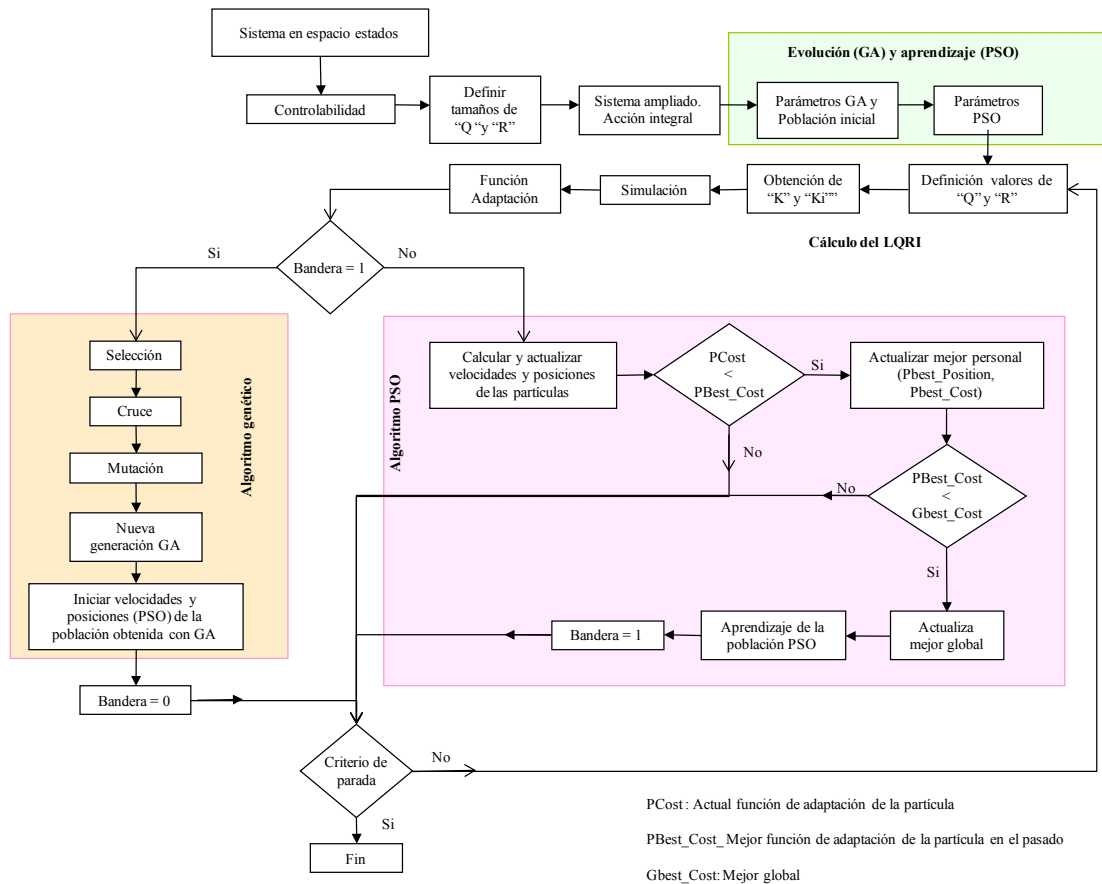 Sistema en espacio estados
Evolución (GA) y aprendizaje (PSO)
Controlabilidad
Definir
tamaños de
“Q “y “R”
Sistema ampliado.
Acción integral
Parámetros GA y
Población inicial
Parámetros
PSO
Función
Adaptación
Simulación
Obtención de
“K” y “Ki””
Definición valores de
“Q” y “R”
Cálculo del LQRI
Si
Bandera = 1
No
Selección
Cruce
Mutación
Nueva
generación GA
Iniciar velocidades y
posiciones (PSO) de la
población obtenida con GA
Algoritmo genético
Bandera = 0
Algoritmo PSO
Calcular y actualizar
velocidades y posiciones
de las partículas
PCost
<
PBest_Cost
Si
No
Actualizar mejor personal
(Pbest_Position,
Pbest_Cost)
PBest_Cost
<
Gbest_Cost
No
Si
Actualiza
mejor global
Aprendizaje de la
población PSO
Bandera = 1
Criterio de
parada
No
Si
Fin
PCost : Actual función de adaptación de la partícula
PBest_Cost_ Mejor función de adaptación de la partícula en el pasado
Gbest_Cost: Mejor global